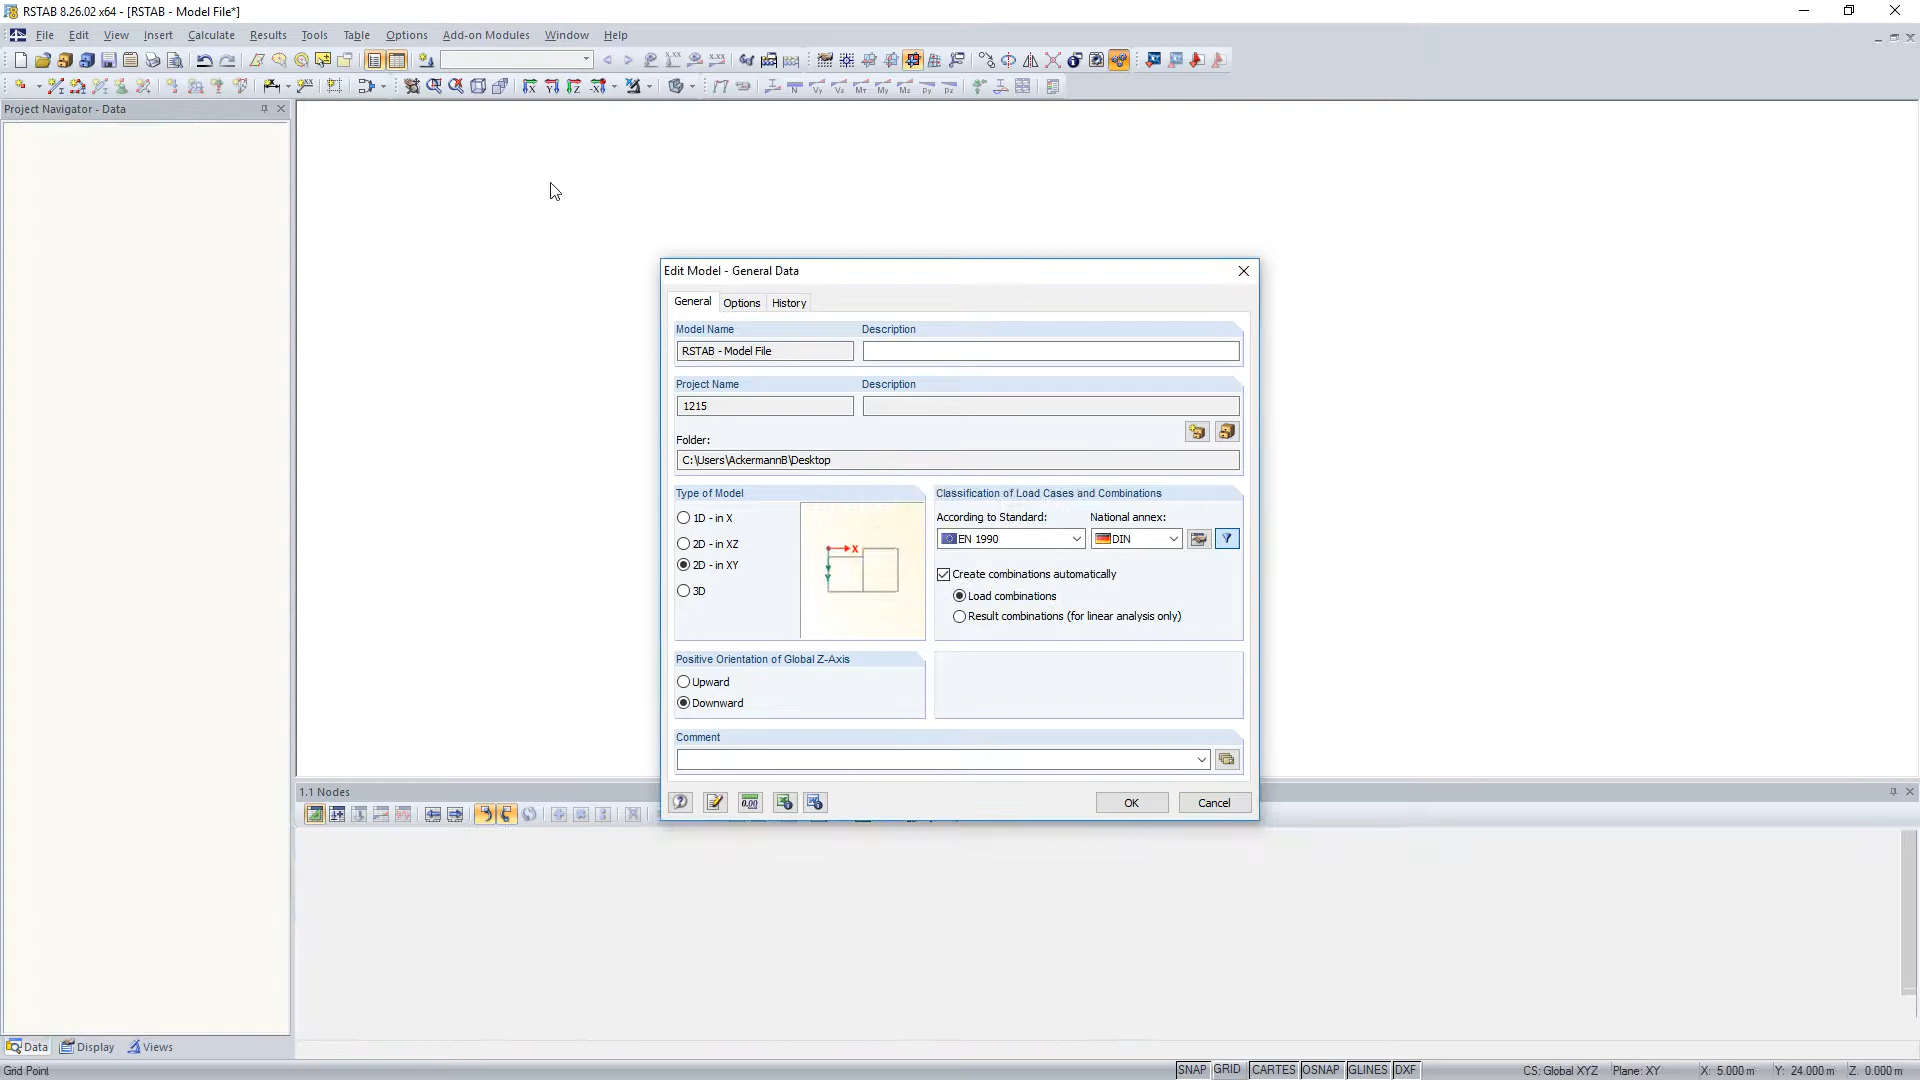 RSTAB 8.26.02 x64 - [RSTAB - Model File*]
File Edit View Insert Calculate Results Tools Table Options Add-on Modules Window Help
Project Navigator - Data
Edit Model - General Data
General Options History
Model Name Description
RSTAB - Model File
Project Name Description
1215
Folder:
C:\Users\AckermannB\Desktop
Type of Model
1D - in X
2D - in XZ
2D - in XY
3D
X
Y
Classification of Load Cases and Combinations
According to Standard: National annex:
EN 1990 DIN
Create combinations automatically
Load combinations
Result combinations (for linear analysis only)
Positive Orientation of Global Z-Axis
Upward
Downward
Comment
0.00
OK Cancel
1.1 Nodes
Data Display Views
Grid Point
SNAP GRID CARTES OSNAP GLINES DXF CS: Global XYZ Plane: XY X: 5.000 m Y: 24.000 m Z: 0.000 m